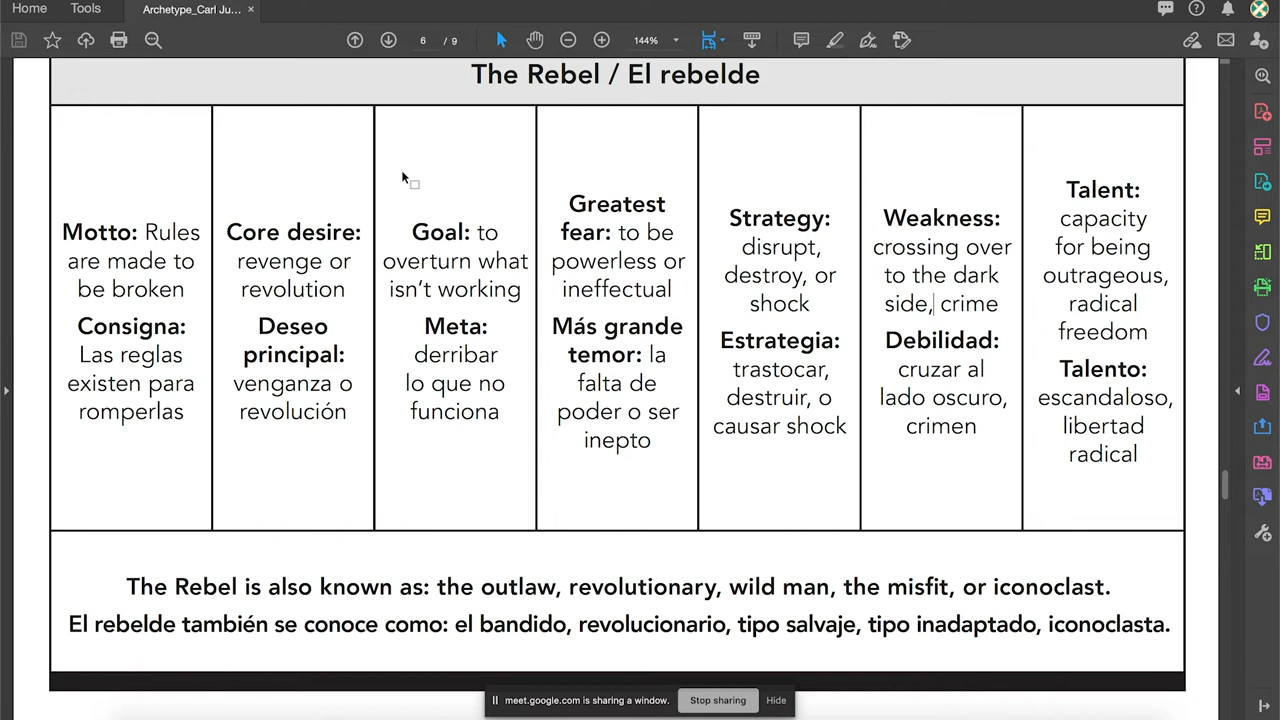 Home
Tools
Archetype_Carl Ju...
6 / 9
144%
The Rebel / El rebelde
Motto: Rules
are made to
be broken
Consigna:
Las reglas
existen para
romperlas
Core desire:
revenge or
revolution
Deseo
principal:
venganza o
revolución
Goal: to
overturn what
isn't working
Meta:
derribar
lo que no
funciona
Greatest
fear: to be
powerless or
ineffectual
Más grande
temor: la
falta de
poder o ser
inepto
Strategy:
disrupt,
destroy, or
shock
Estrategia:
trastocar,
destruir, o
causar shock
Weakness:
crossing over
to the dark
side, crime
Debilidad:
cruzar al
lado oscuro,
crimen
Talent:
capacity
for being
outrageous,
radical
freedom
Talento:
escandaloso,
libertad
radical
The Rebel is also known as: the outlaw, revolutionary, wild man, the misfit, or iconoclast.
El rebelde también se conoce como: el bandido, revolucionario, tipo salvaje, tipo inadaptado, iconoclasta.
meet.google.com is sharing a window.
Stop sharing
Hide